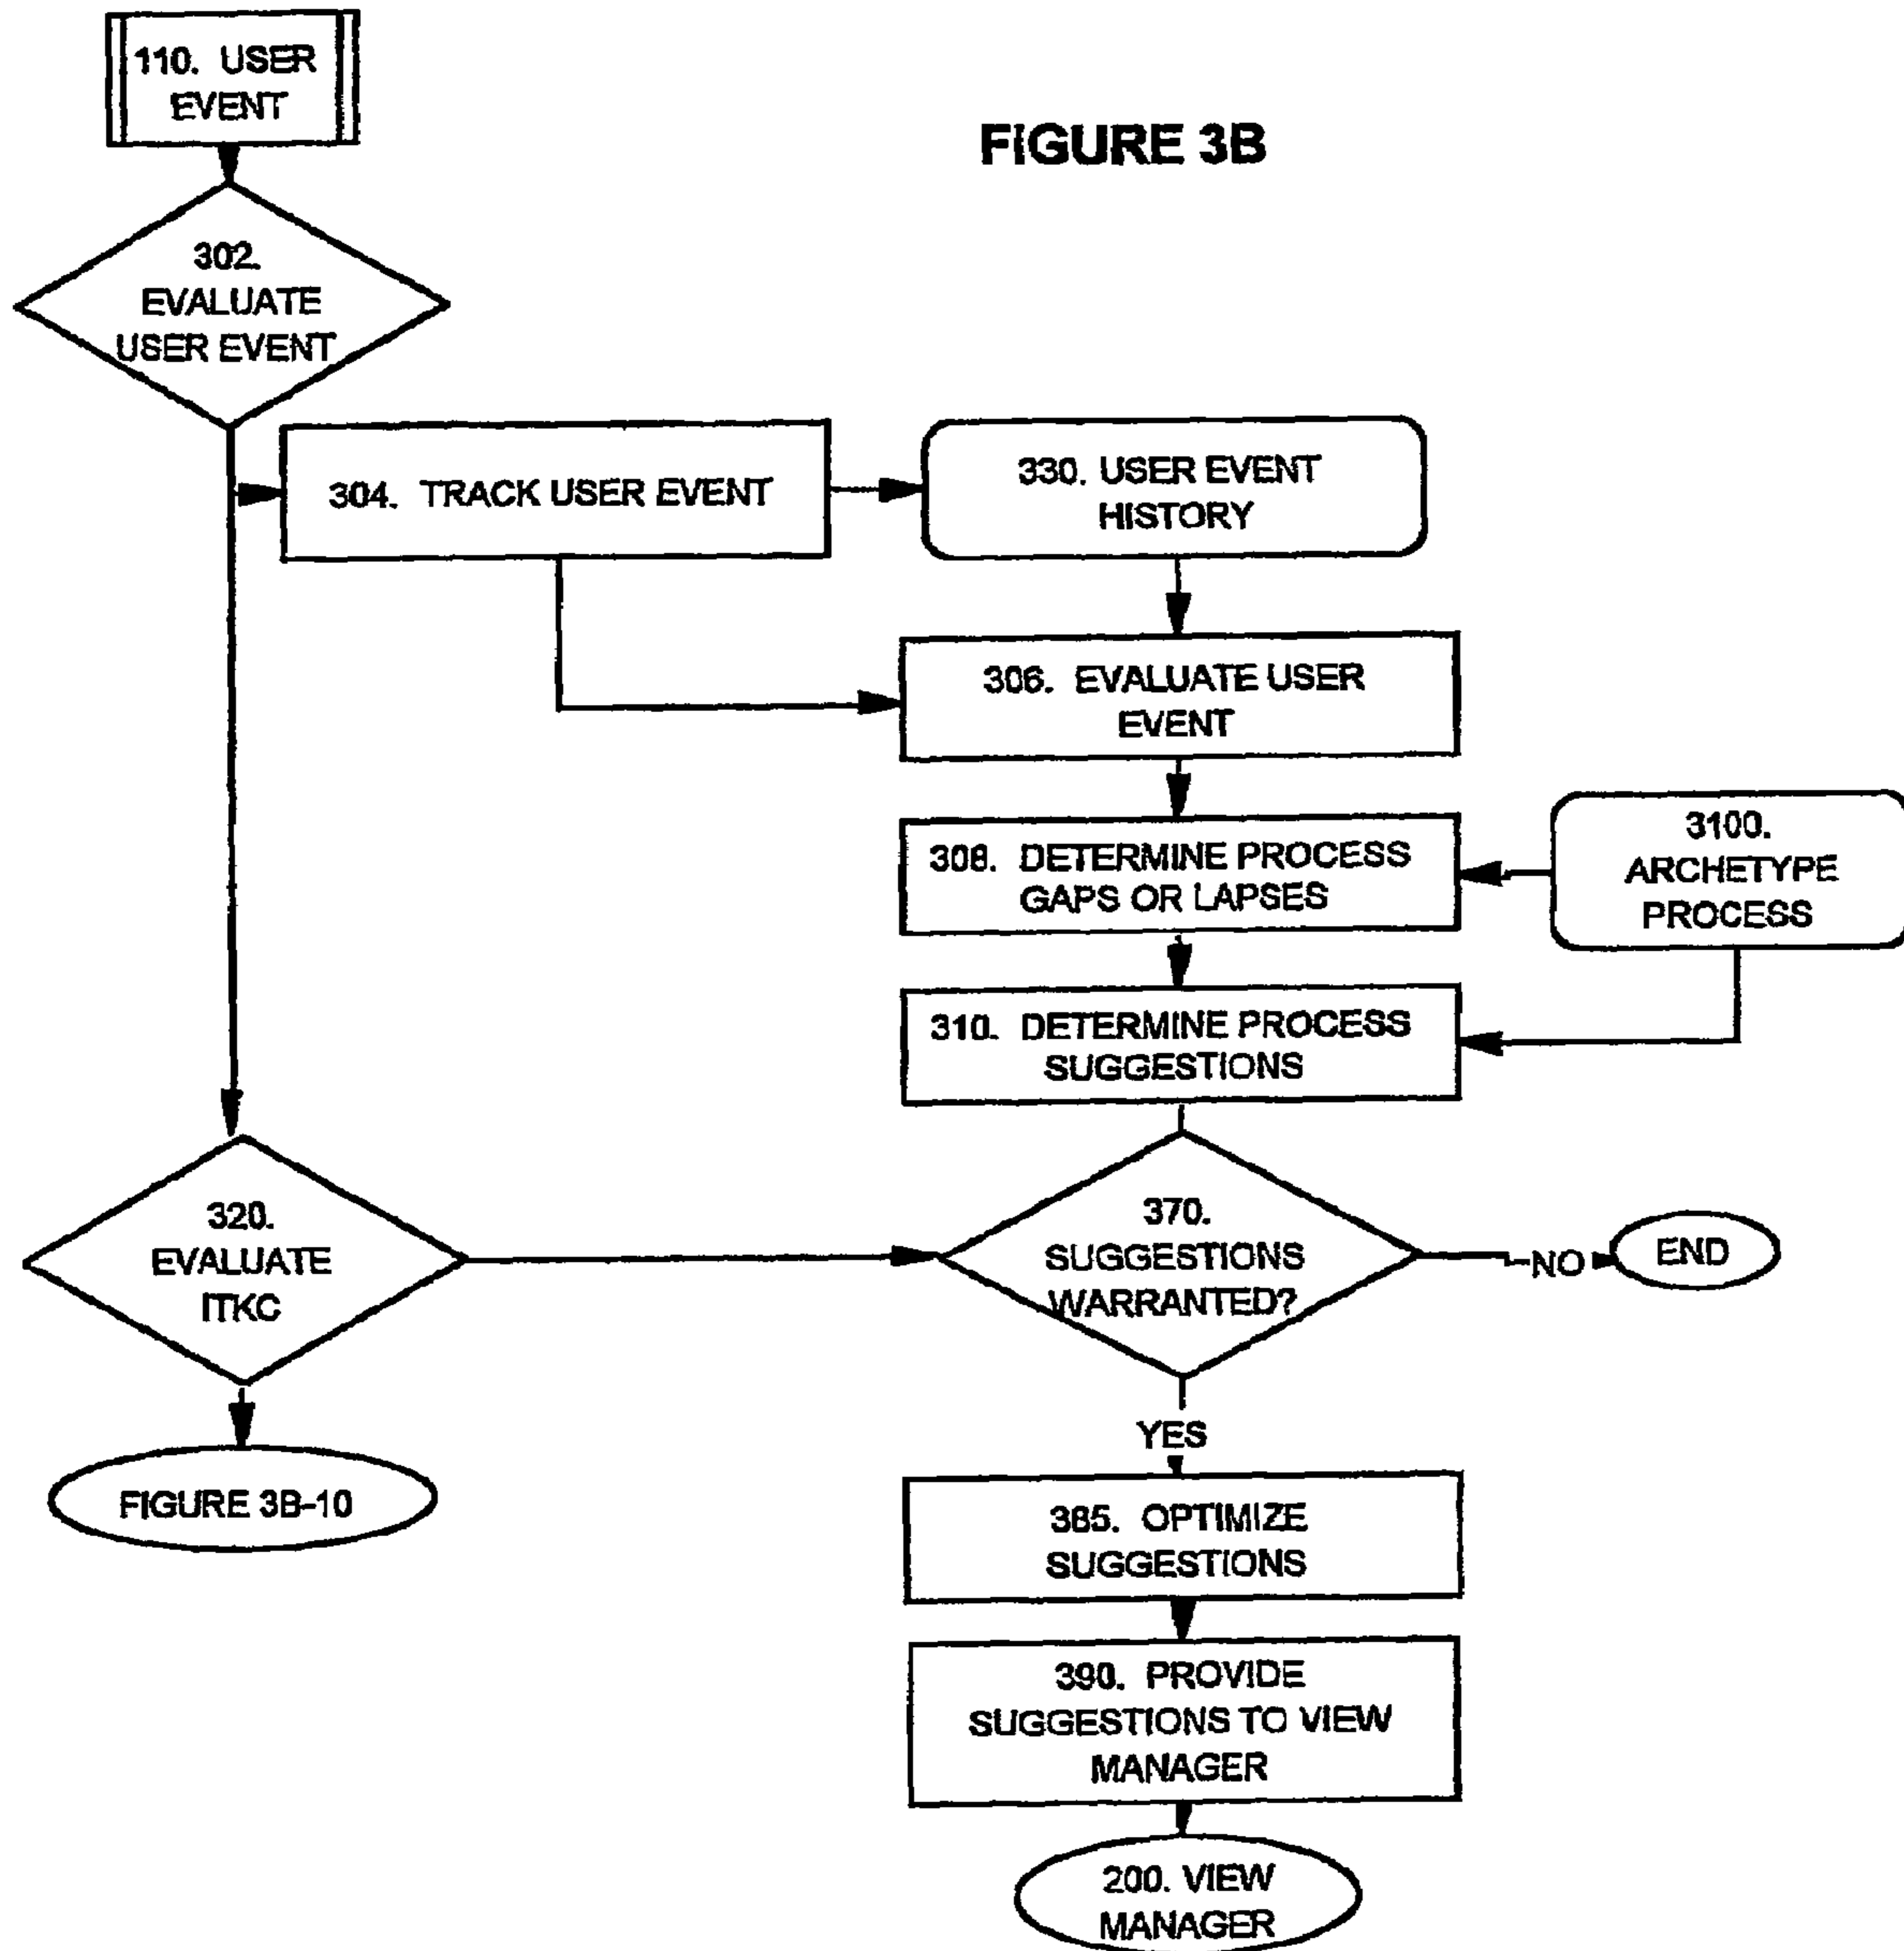 110. USER
EVENT
FIGURE 3B
302.
EVALUATE
USER EVENT
304. TRACK USER EVENT
330. USER EVENT
HISTORY
306. EVALUATE USER
EVENT
308. DETERMINE PROCESS
GAPS OR LAPSES
3100.
ARCHETYPE
PROCESS
310. DETERMINE PROCESS
SUGGESTIONS
320.
EVALUATE
ITKC
370.
SUGGESTIONS
WARRANTED?
NO
END
YES
FIGURE 3B-10
385. OPTIMIZE
SUGGESTIONS
390. PROVIDE
SUGGESTIONS TO VIEW
MANAGER
200. VIEW
MANAGER